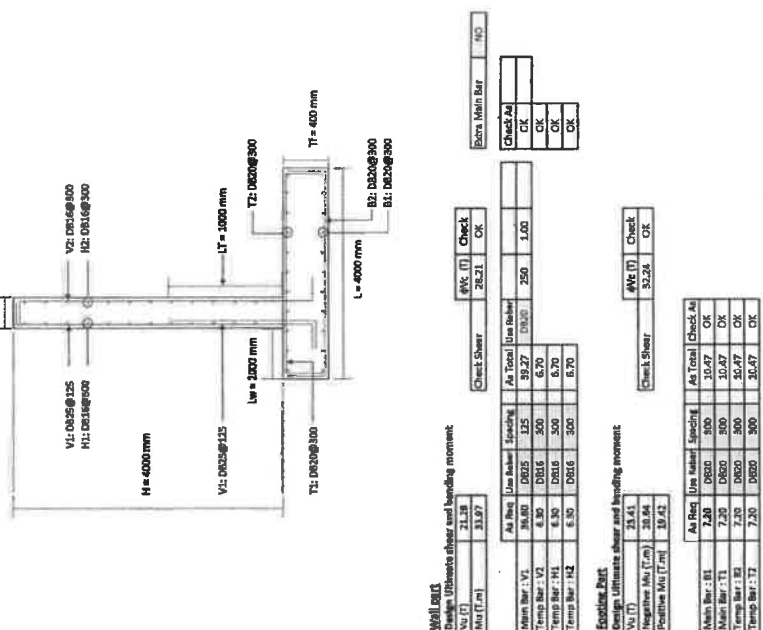 V1: DB25@125
H1: DB16@300
V2: DB16@300
H2: DB16@300
H = 4000 mm
LT = 1000 mm
V1: DB25@125
Lw = 1000 mm
T2: DB20@300
Tf = 400 mm
T1: DB20@300
L = 4000 mm
B2: DB20@300
B1: DB20@300
Wall part
Design Ultimate shear and bending moment
Vu (T) 21.28
Mu (T.m) 33.97
ΦVc (T) Check
Check Shear 28.21 OK
Extra Main Bar NO
As Req Use Rebar Spacing As Total Use Rebar Check As
Main Bar : V1 36.80 DB25 125 39.27 DB20 250 1.00 OK
Temp Bar : V2 6.30 DB16 300 6.70 OK
Temp Bar : H1 6.30 DB16 300 6.70 OK
Temp Bar : H2 6.30 DB16 300 6.70 OK
Footing Part
Design Ultimate shear and bending moment
Vu (T) 23.41
Negative Mu (T.m) 20.64
Positive Mu (T.m) 19.42
ΦVc (T) Check
Check Shear 32.24 OK
As Req Use Rebar Spacing As Total Check As
Main Bar : B1 7.20 DB20 300 10.47 OK
Main Bar : T1 7.20 DB20 300 10.47 OK
Temp Bar : B2 7.20 DB20 300 10.47 OK
Temp Bar : T2 7.20 DB20 300 10.47 OK